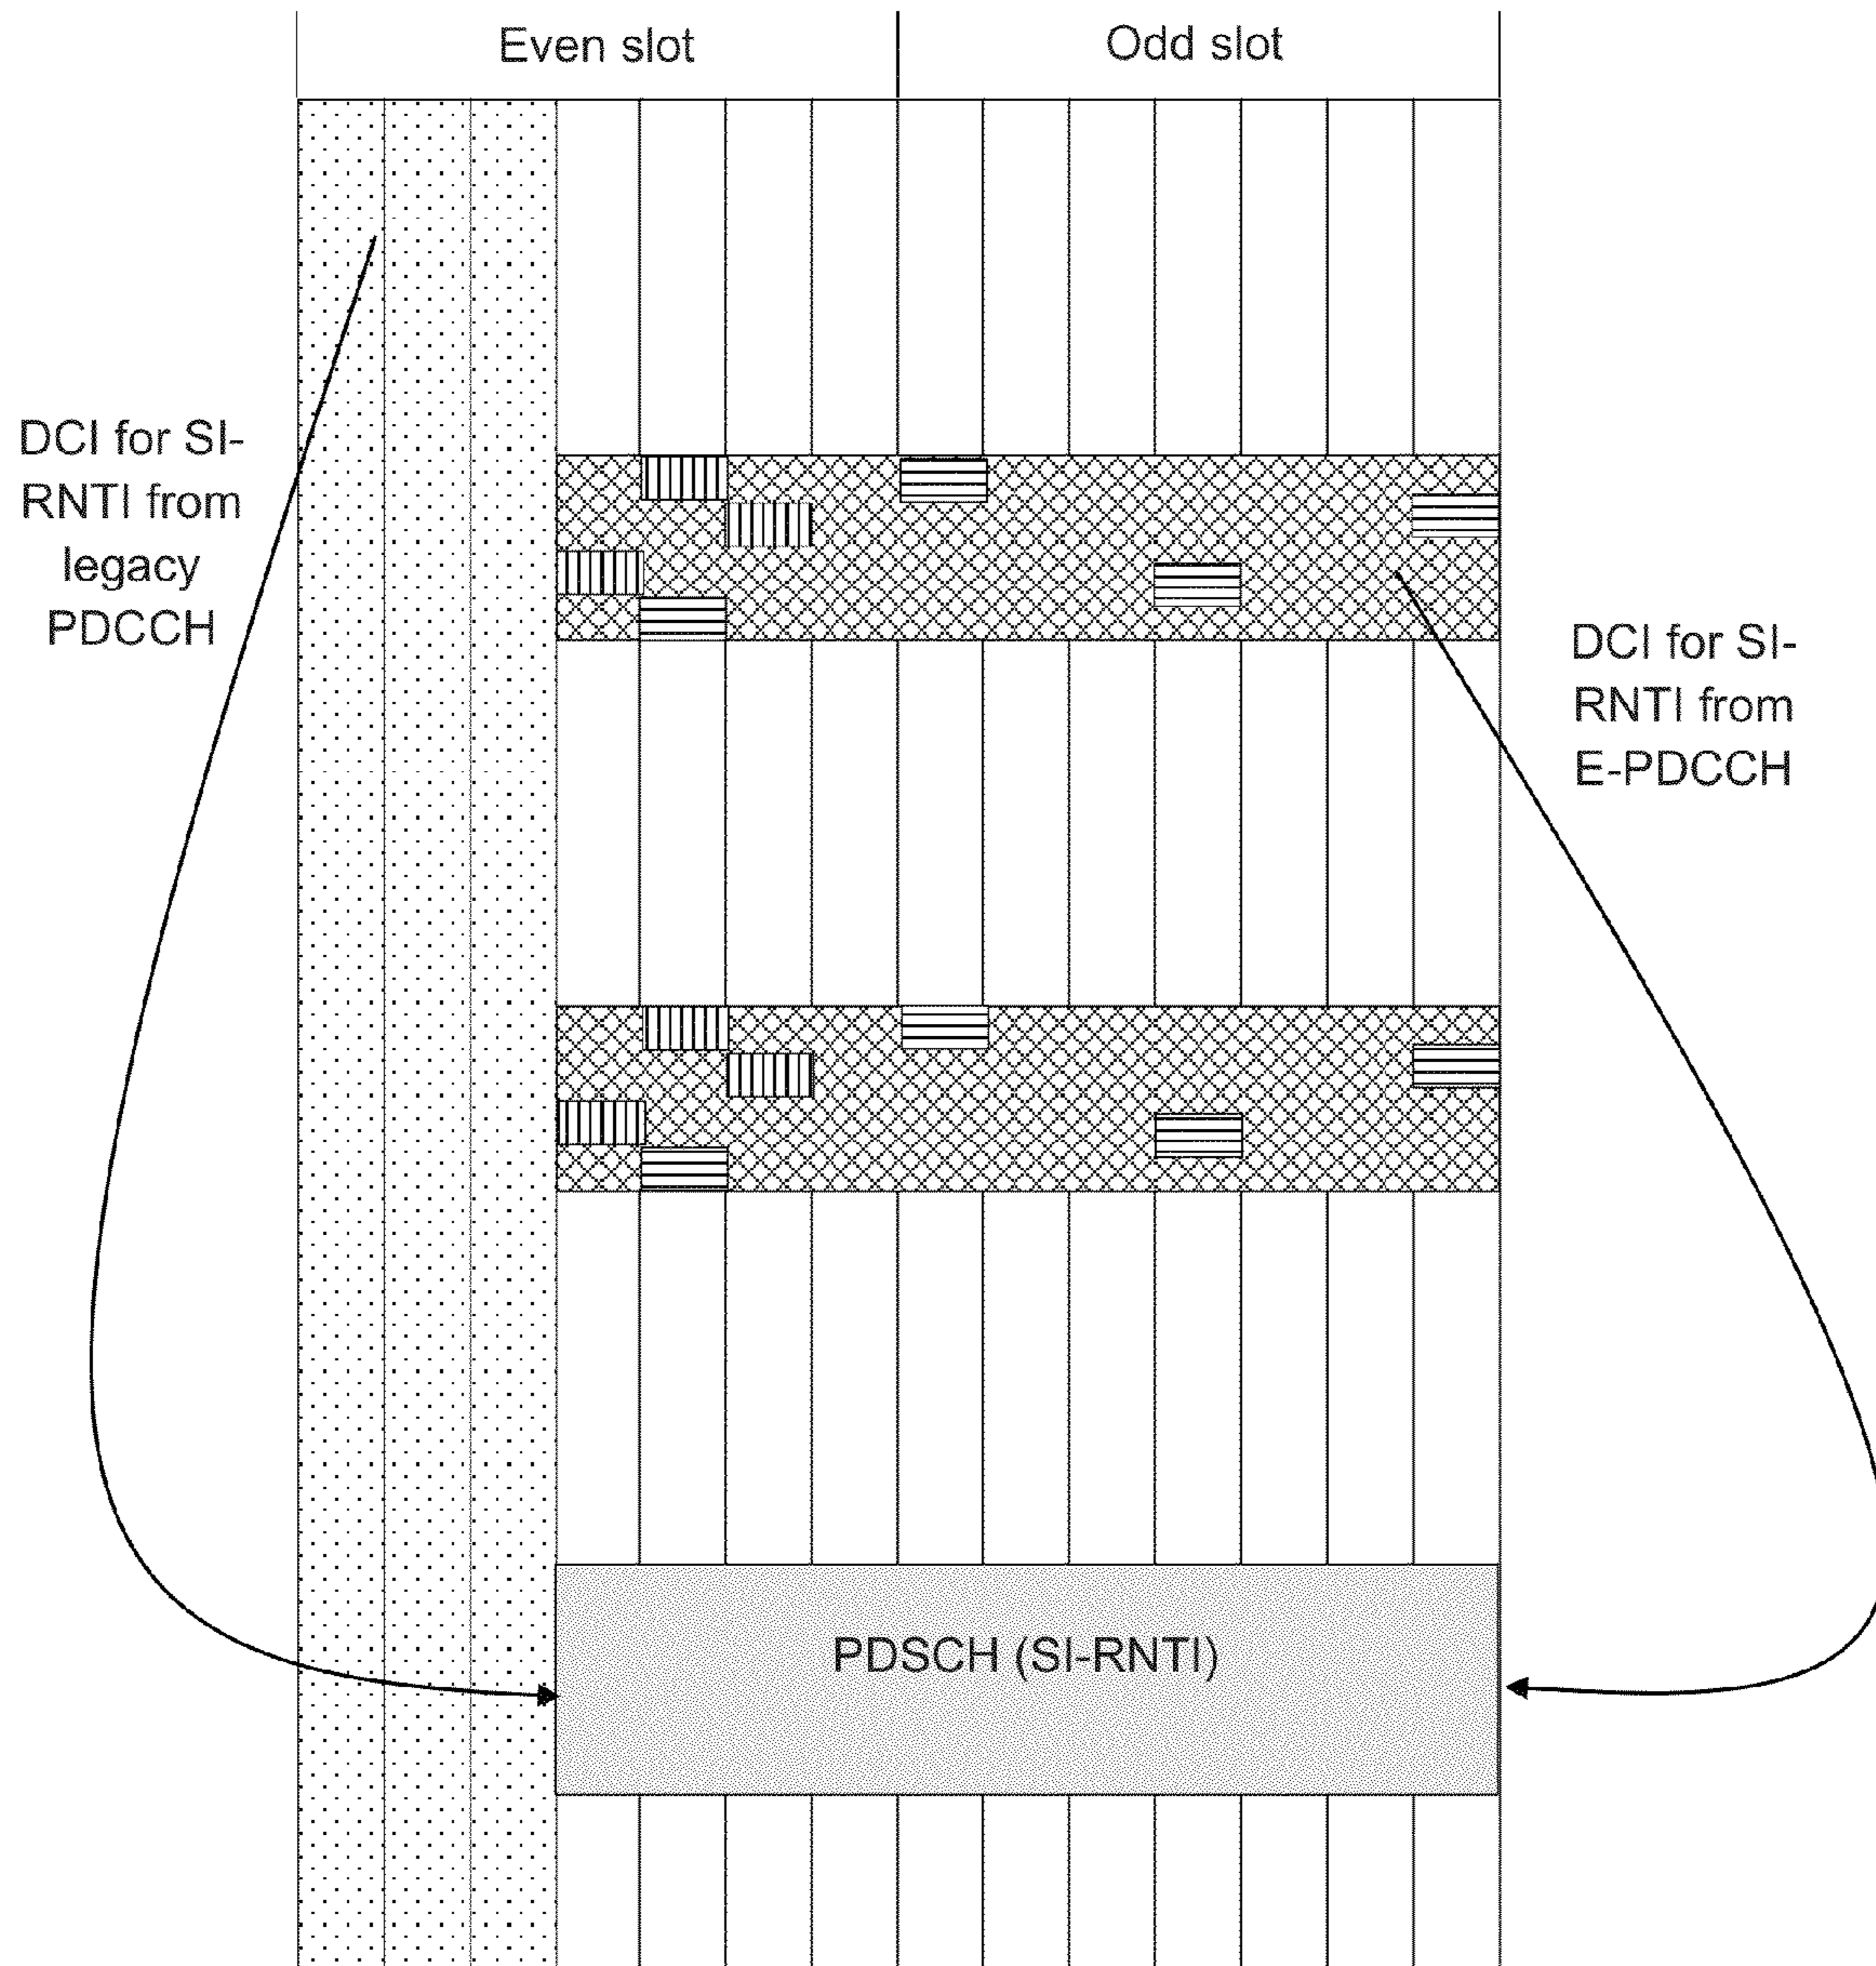 Even slot
Odd slot
DCI for SI-
RNTI from
legacy
PDCCH
DCI for SI-
RNTI from
E-PDCCH
PDSCH (SI-RNTI)